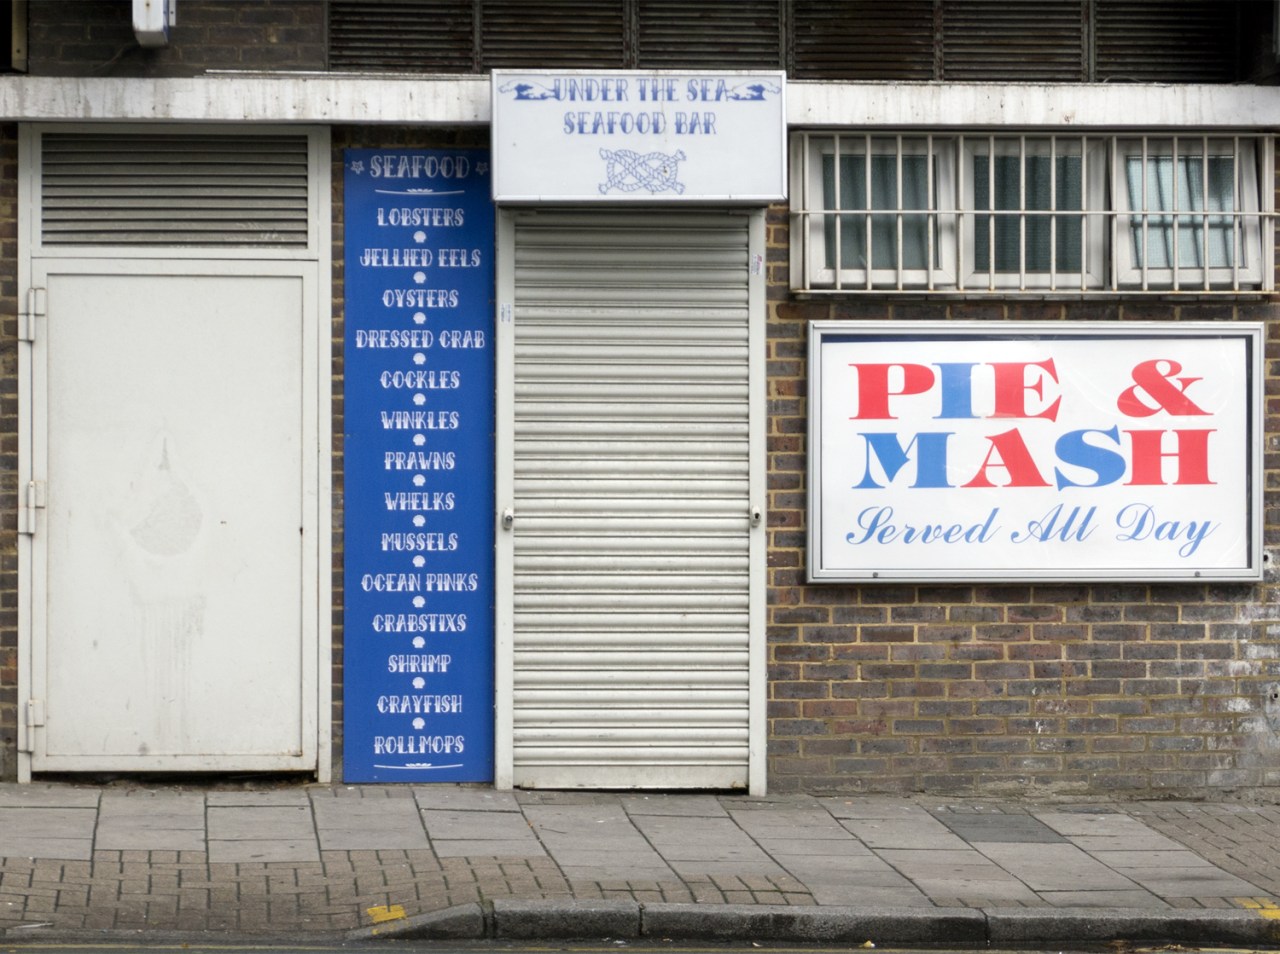 UNDER THE SEA
SEAFOOD BAR
SEAFOOD
LOBSTERS
JELLIED EELS
OYSTERS
DRESSED CRAB
COCKLES
WINKLES
PRAWNS
WHELKS
MUSSELS
OCEAN PINKS
CRABSTIXS
SHRIMP
CRAYFISH
ROLLMOPS
PIE &
MASH
Served All Day